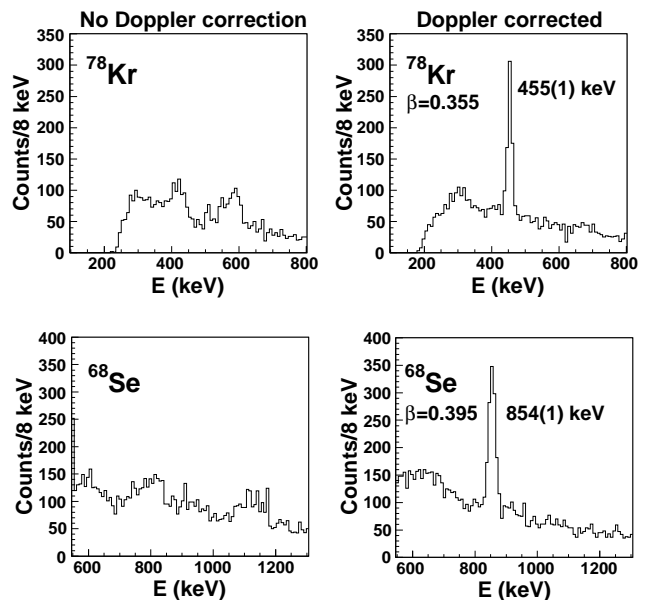 No Doppler correction
Doppler corrected
350
300
250
200
150
100
50
0
Counts/8 keV
78Kr
200 400 600 800
E (keV)
350
300
250
200
150
100
50
0
Counts/8 keV
78Kr
β=0.355
455(1) keV
200 400 600 800
E (keV)
400
350
300
250
200
150
100
50
0
Counts/8 keV
68Se
600 800 1000 1200
E (keV)
400
350
300
250
200
150
100
50
0
Counts/8 keV
68Se
β=0.395 854(1) keV
600 800 1000 1200
E (keV)